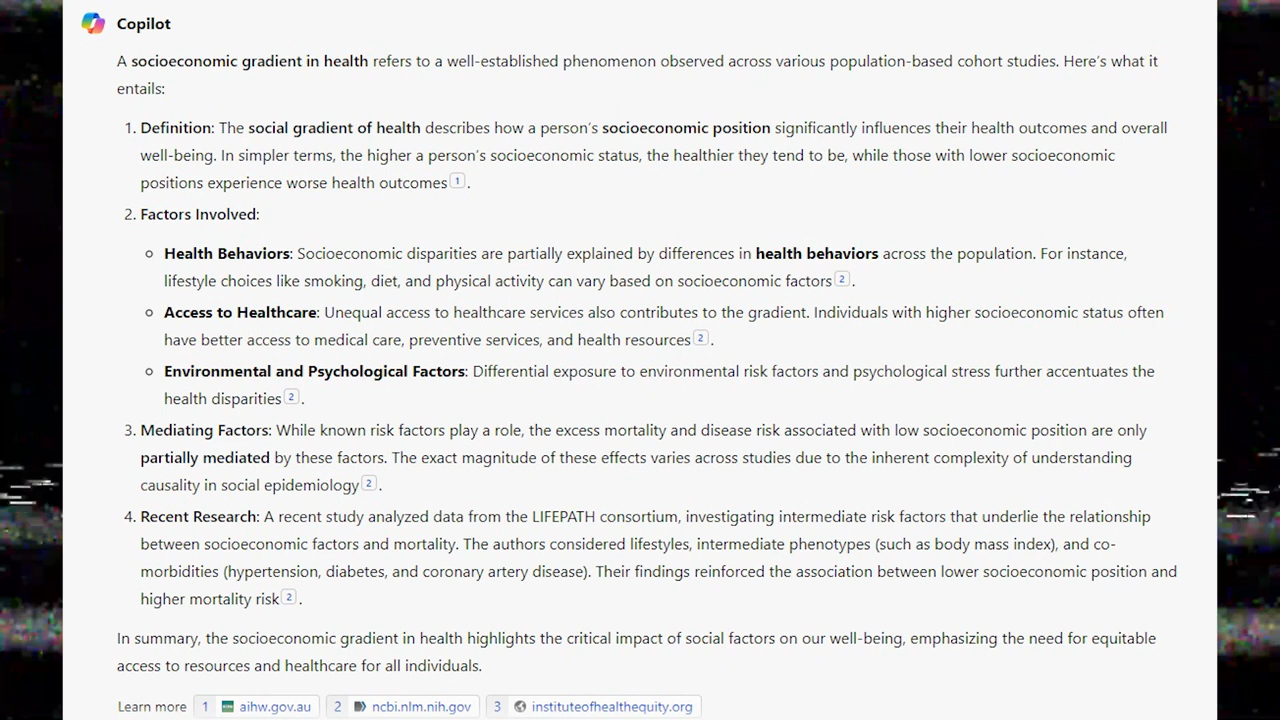 Copilot
A socioeconomic gradient in health refers to a well-established phenomenon observed across various population-based cohort studies. Here's what it
entails:
1. Definition: The social gradient of health describes how a person's socioeconomic position significantly influences their health outcomes and overall
well-being. In simpler terms, the higher a person's socioeconomic status, the healthier they tend to be, while those with lower socioeconomic
positions experience worse health outcomes 1 .
2. Factors Involved:
Health Behaviors: Socioeconomic disparities are partially explained by differences in health behaviors across the population. For instance,
lifestyle choices like smoking, diet, and physical activity can vary based on socioeconomic factors 2 .
Access to Healthcare: Unequal access to healthcare services also contributes to the gradient. Individuals with higher socioeconomic status often
have better access to medical care, preventive services, and health resources 2 .
Environmental and Psychological Factors: Differential exposure to environmental risk factors and psychological stress further accentuates the
health disparities 2 .
3. Mediating Factors: While known risk factors play a role, the excess mortality and disease risk associated with low socioeconomic position are only
partially mediated by these factors. The exact magnitude of these effects varies across studies due to the inherent complexity of understanding
causality in social epidemiology 2 .
4. Recent Research: A recent study analyzed data from the LIFEPATH consortium, investigating intermediate risk factors that underlie the relationship
between socioeconomic factors and mortality. The authors considered lifestyles, intermediate phenotypes (such as body mass index), and co-
morbidities (hypertension, diabetes, and coronary artery disease). Their findings reinforced the association between lower socioeconomic position and
higher mortality risk 2 .
In summary, the socioeconomic gradient in health highlights the critical impact of social factors on our well-being, emphasizing the need for equitable
access to resources and healthcare for all individuals.
Learn more 1 aihw.gov.au 2 ncbi.nlm.nih.gov 3 instituteofhealthequity.org